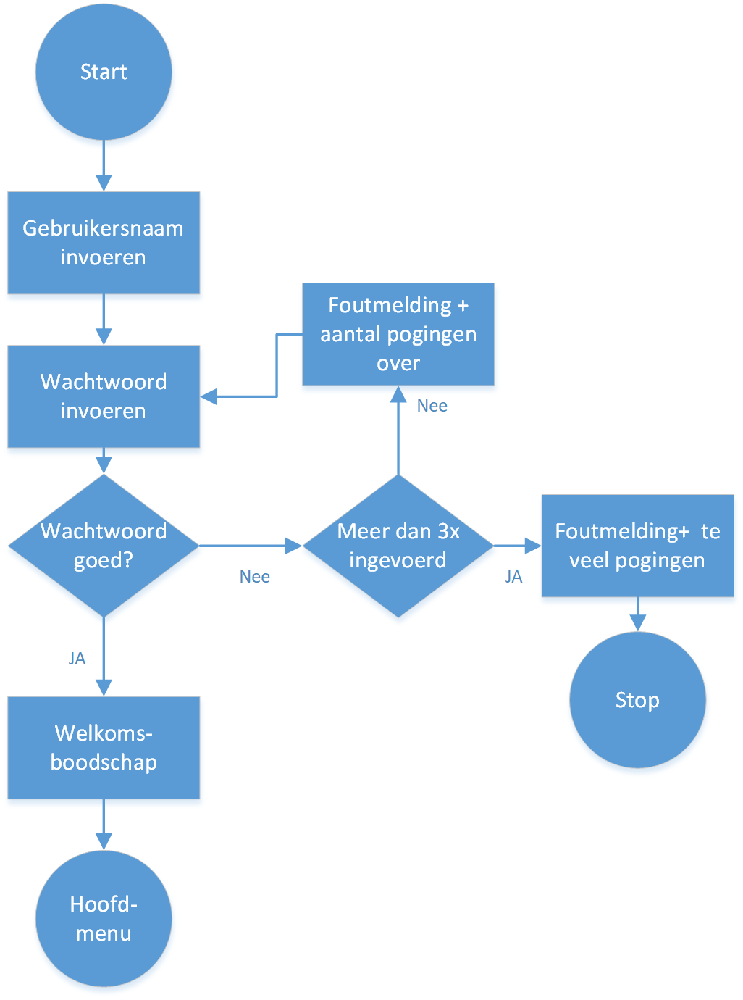 Start
Gebruikersnaam
invoeren
Wachtwoord
invoeren
Foutmelding +
aantal pogingen
over
Nee
Wachtwoord
goed?
Nee
Meer dan 3x
ingevoerd
JA
Foutmelding+  te
veel pogingen
Stop
JA
Welkoms-
boodschap
Hoofd-
menu